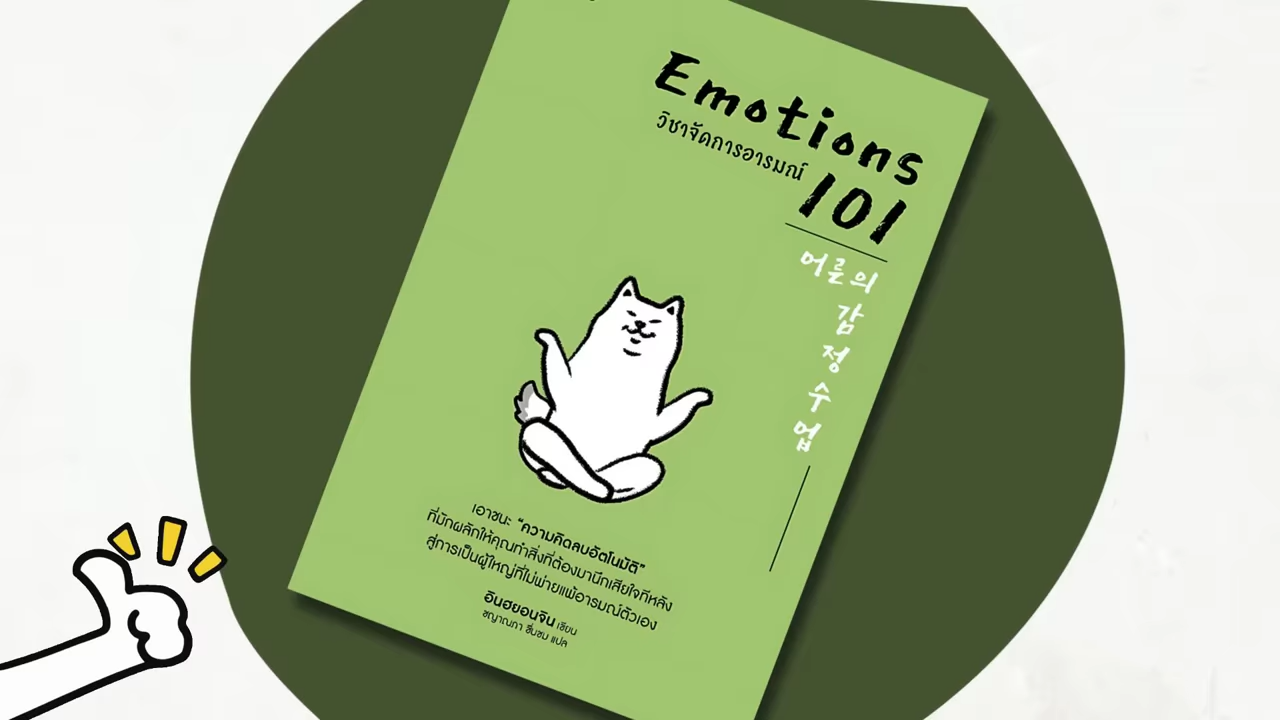 Emotions
วิชาจัดการอารมณ์
101
어른의
감
정
수
업
เอาชนะ “ความคิดลบอัตโนมัติ”
ที่มักผลักให้คุณทำสิ่งที่ต้องมานึกเสียใจทีหลัง
สู่การเป็นผู้ใหญ่ที่ไม่พ่ายแพ้อารมณ์ตัวเอง
อินฮยอนจิน เขียน
ชญาณภา ชื่นชม แปล